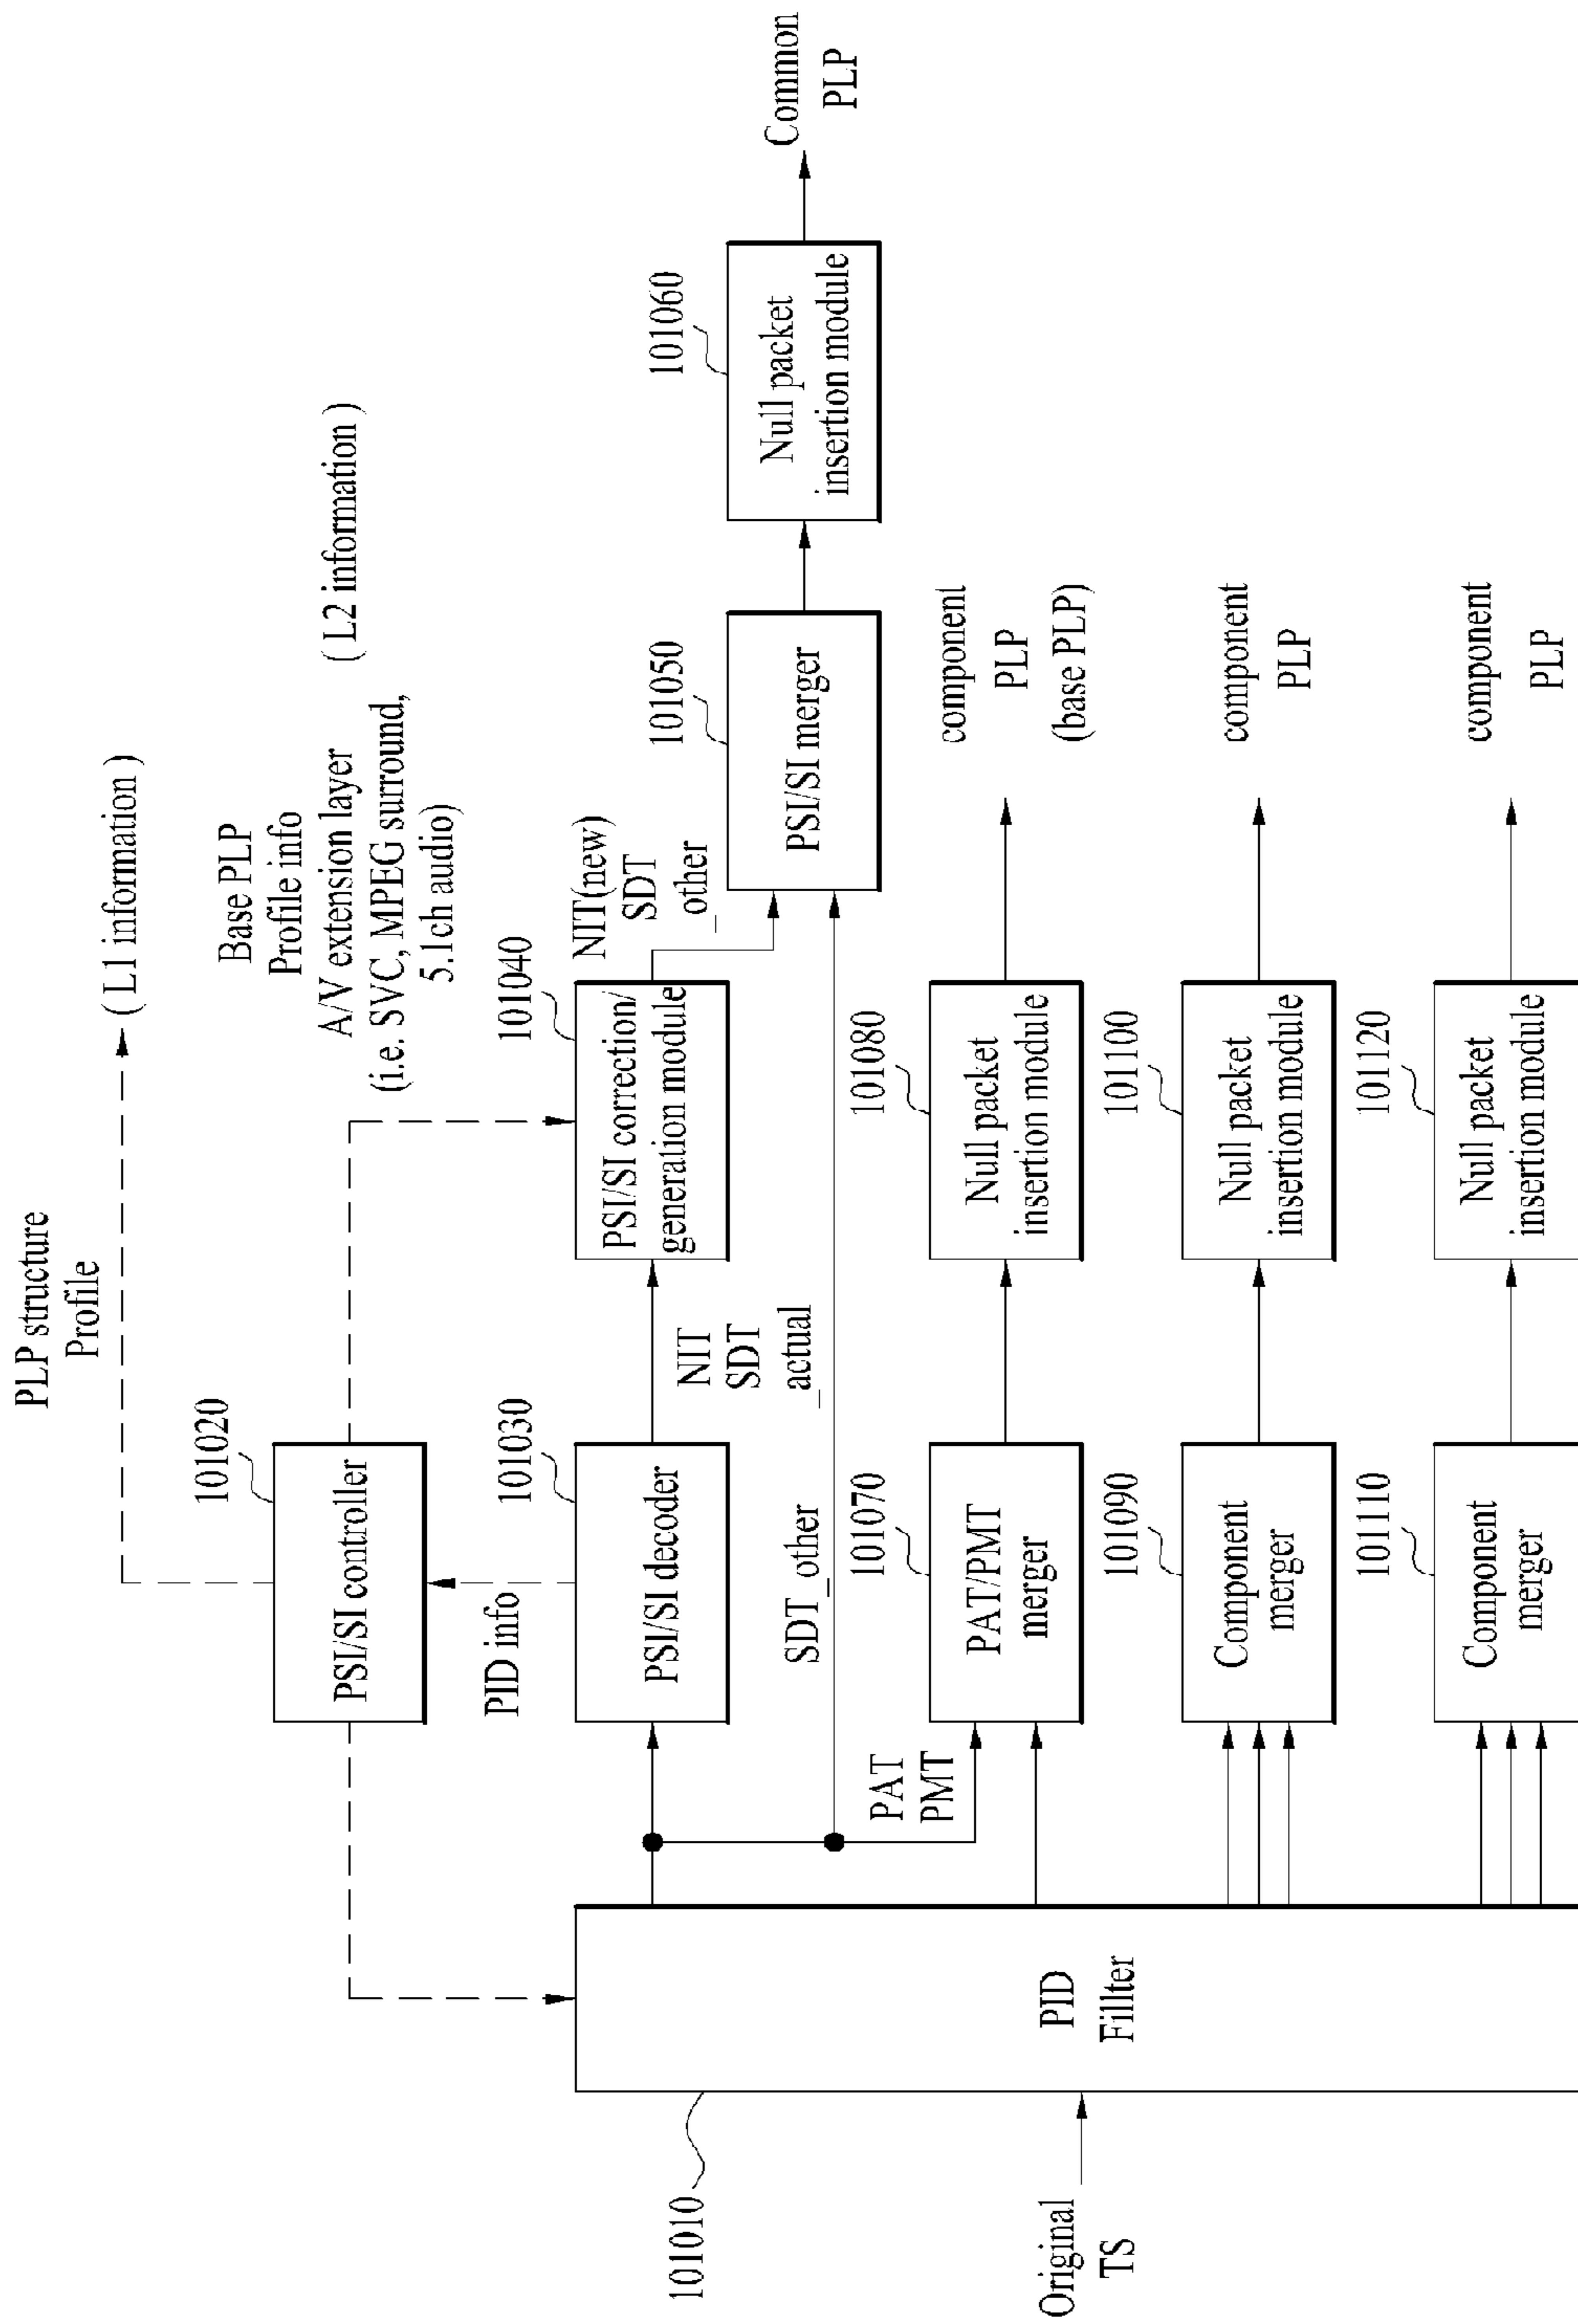 PLP structure
Profile
( L1 information )
101020
PSI/SI controller
Base PLP
Profile info
A/V extension layer
(i.e. SVC, MPEG surround,
5.1ch audio)
( L2 information )
PID info
101030
PSI/SI decoder
101040
PSI/SI correction/
generation module
NIT
SDT
_actual
NIT(new)
SDT
_other
SDT_other
101050
PSI/SI merger
101060
Null packet
insertion module
Common
PLP
PAT
PMT
101070
PAT/PMT
merger
101080
Null packet
insertion module
component
PLP
(base PLP)
101090
Component
merger
101100
Null packet
insertion module
component
PLP
101110
Component
merger
101120
Null packet
insertion module
component
PLP
101010
PID
Fillter
Original
TS